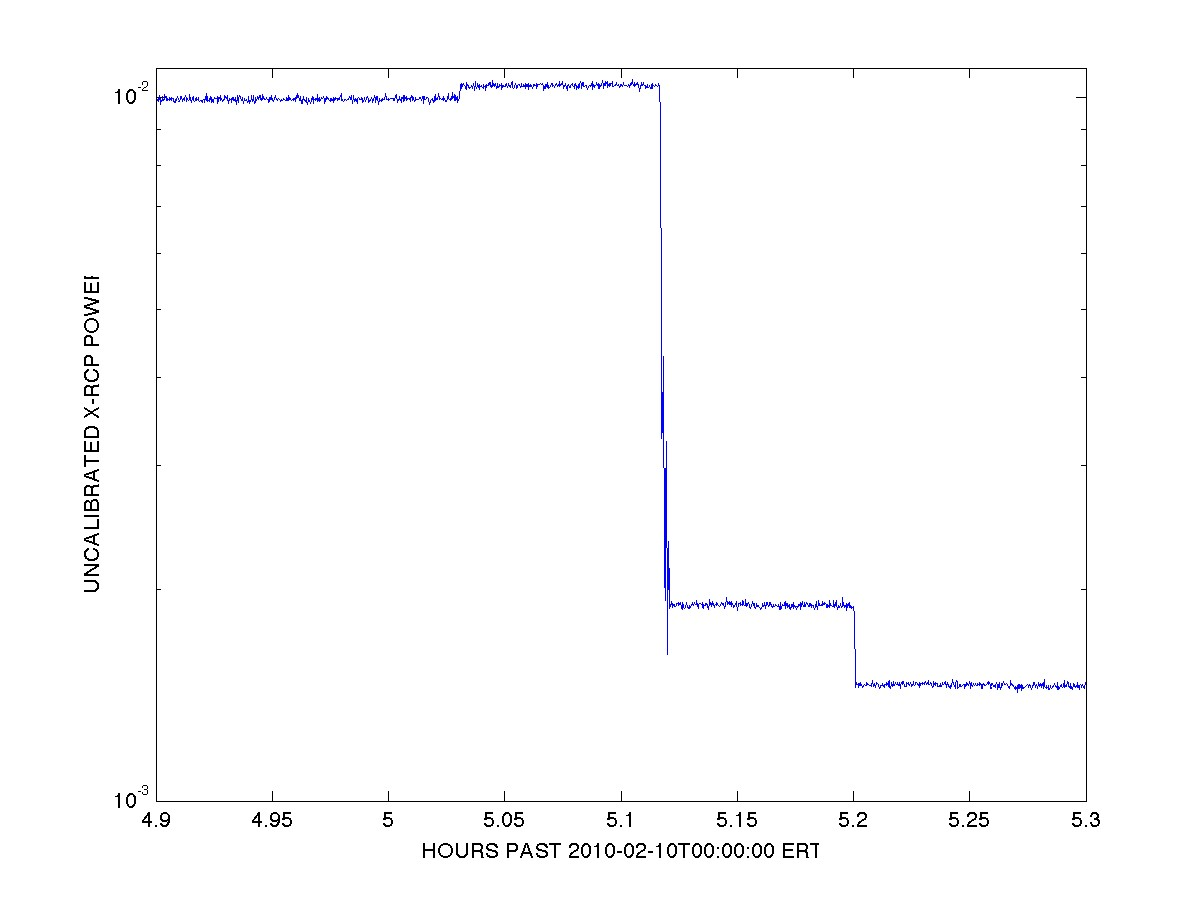 UNCALIBRATED X-RCP POWER
10-2
10-3
4.9 4.95 5 5.05 5.1 5.15 5.2 5.25 5.3
HOURS PAST 2010-02-10T00:00:00 ERT